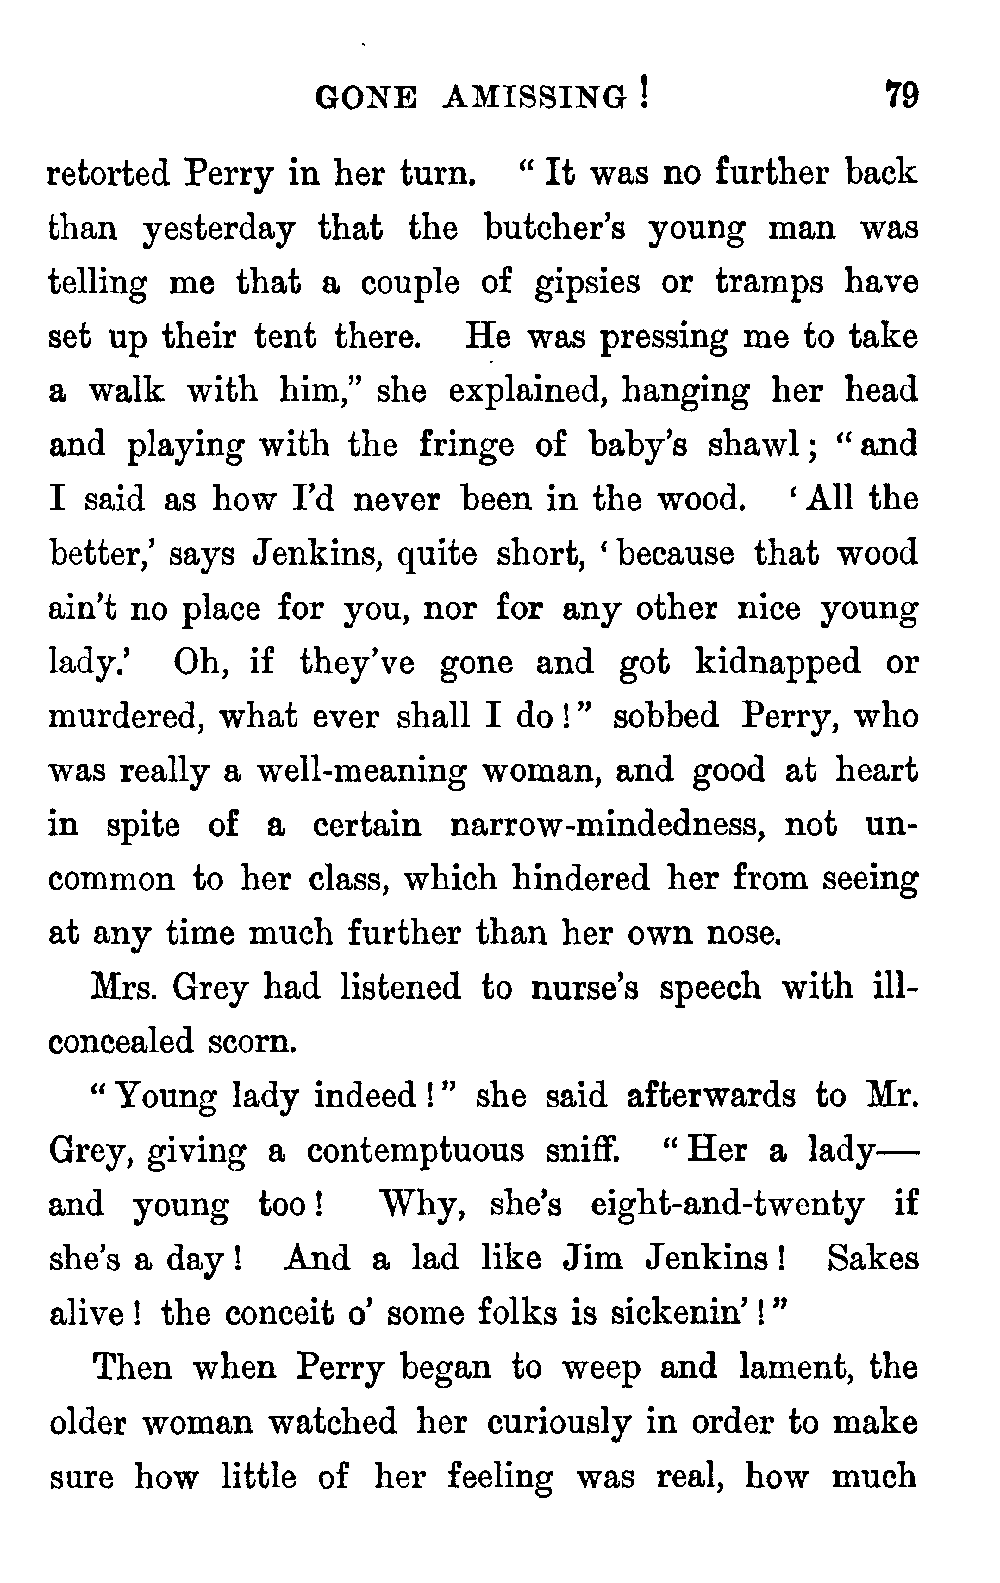 GONE AMISSING! 79
retorted Perry in her turn. “It was no further back
than yesterday that the butcher’s young man was
telling me that a couple of gipsies or tramps have
set up their tent there. He was pressing me to take
a walk with him,” she explained, hanging her head
and playing with the fringe of baby’s shawl; “and
I said as how I’d never been in the wood. ‘All the
better,’ says Jenkins, quite short, ‘because that wood
ain’t no place for you, nor for any other nice young
lady.’ Oh, if they’ve gone and got kidnapped or
murdered, what ever shall I do!” sobbed Perry, who
was really a well-meaning woman, and good at heart
in spite of a certain narrow-mindedness, not un-
common to her class, which hindered her from seeing
at any time much further than her own nose.
Mrs. Grey had listened to nurse’s speech with ill-
concealed scorn.
“Young lady indeed!” she said afterwards to Mr.
Grey, giving a contemptuous sniff. “Her a lady—
and young too! Why, she’s eight-and-twenty if
she’s a day! And a lad like Jim Jenkins! Sakes
alive! the conceit o’ some folks is sickenin’!”
Then when Perry began to weep and lament, the
older woman watched her curiously in order to make
sure how little of her feeling was real, how much